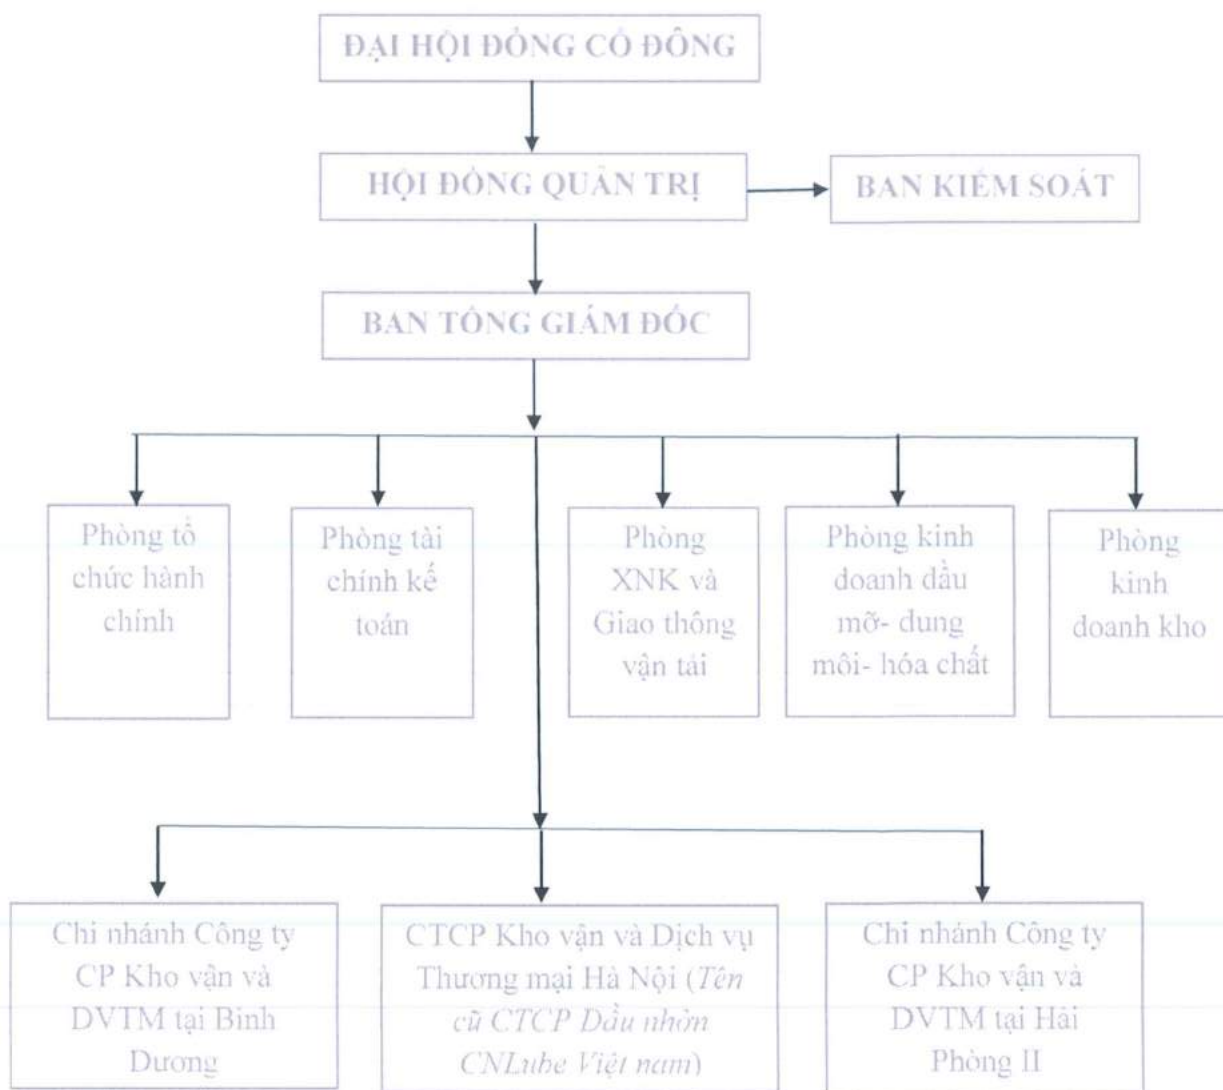 ĐẠI HỘI ĐỒNG CỔ ĐÔNG
HỘI ĐỒNG QUẢN TRỊ
BAN KIỂM SOÁT
BAN TỔNG GIÁM ĐỐC
Phòng tổ
chức hành
chính
Phòng tài
chính kế
toán
Phòng
XNK và
Giao thông
vận tải
Phòng kinh
doanh dầu
mỡ- dung
môi- hóa chất
Phòng
kinh
doanh kho
Chi nhánh Công ty
CP Kho vận và
DVTM tại Bình
Dương
CTCP Kho vận và Dịch vụ
Thương mại Hà Nội (Tên
cũ CTCP Dầu nhờn
CNLube Việt nam)
Chi nhánh Công ty
CP Kho vận và
DVTM tại Hải
Phòng II